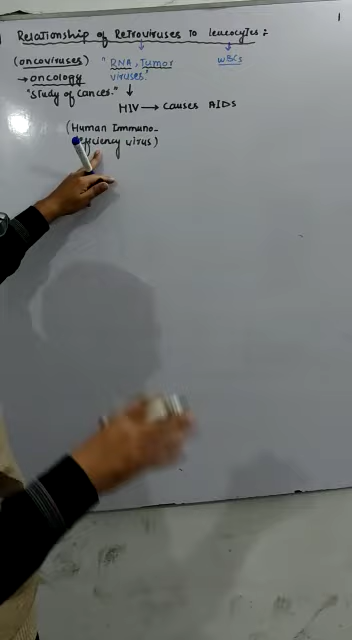 1
Relationship of Retroviruses to leucocytes :
(oncoviruses) "RNA, Tumor viruses." WBCs
→ oncology
"Study of Cancer."
HIV → causes AIDS
(Human Immuno-
deficiency virus)